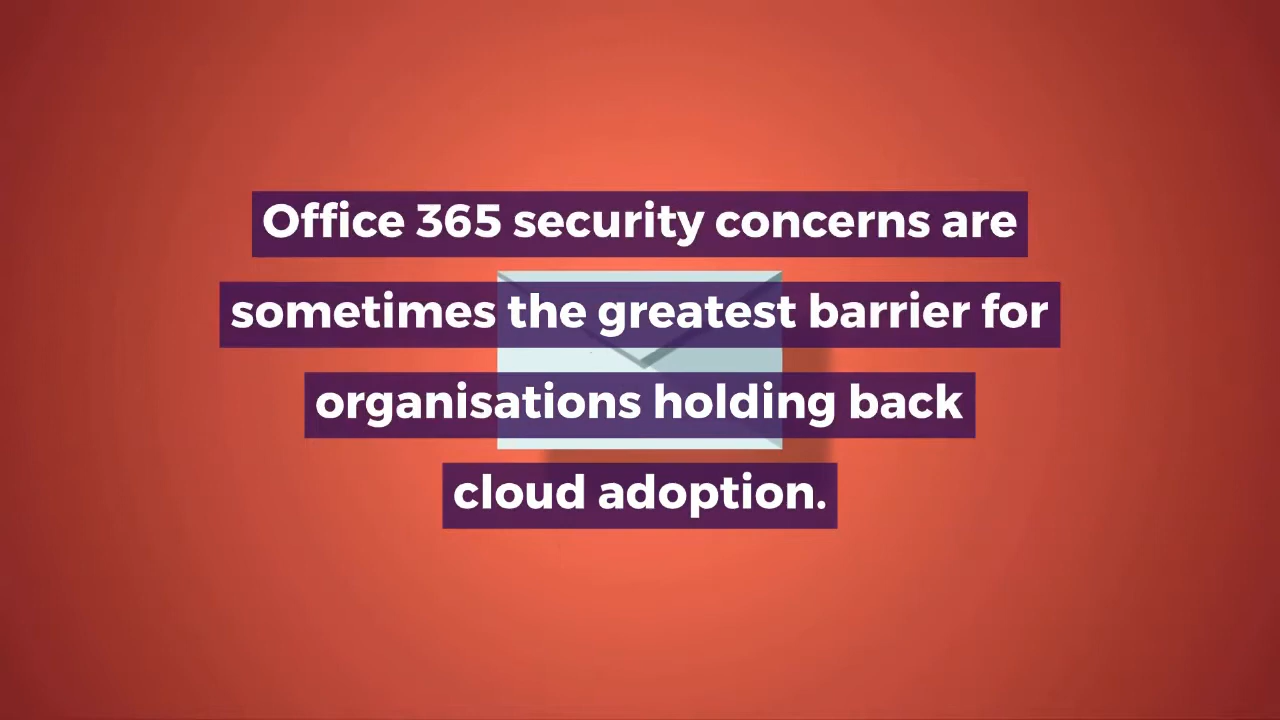 Office 365 security concerns are
sometimes the greatest barrier for
organisations holding back
cloud adoption.